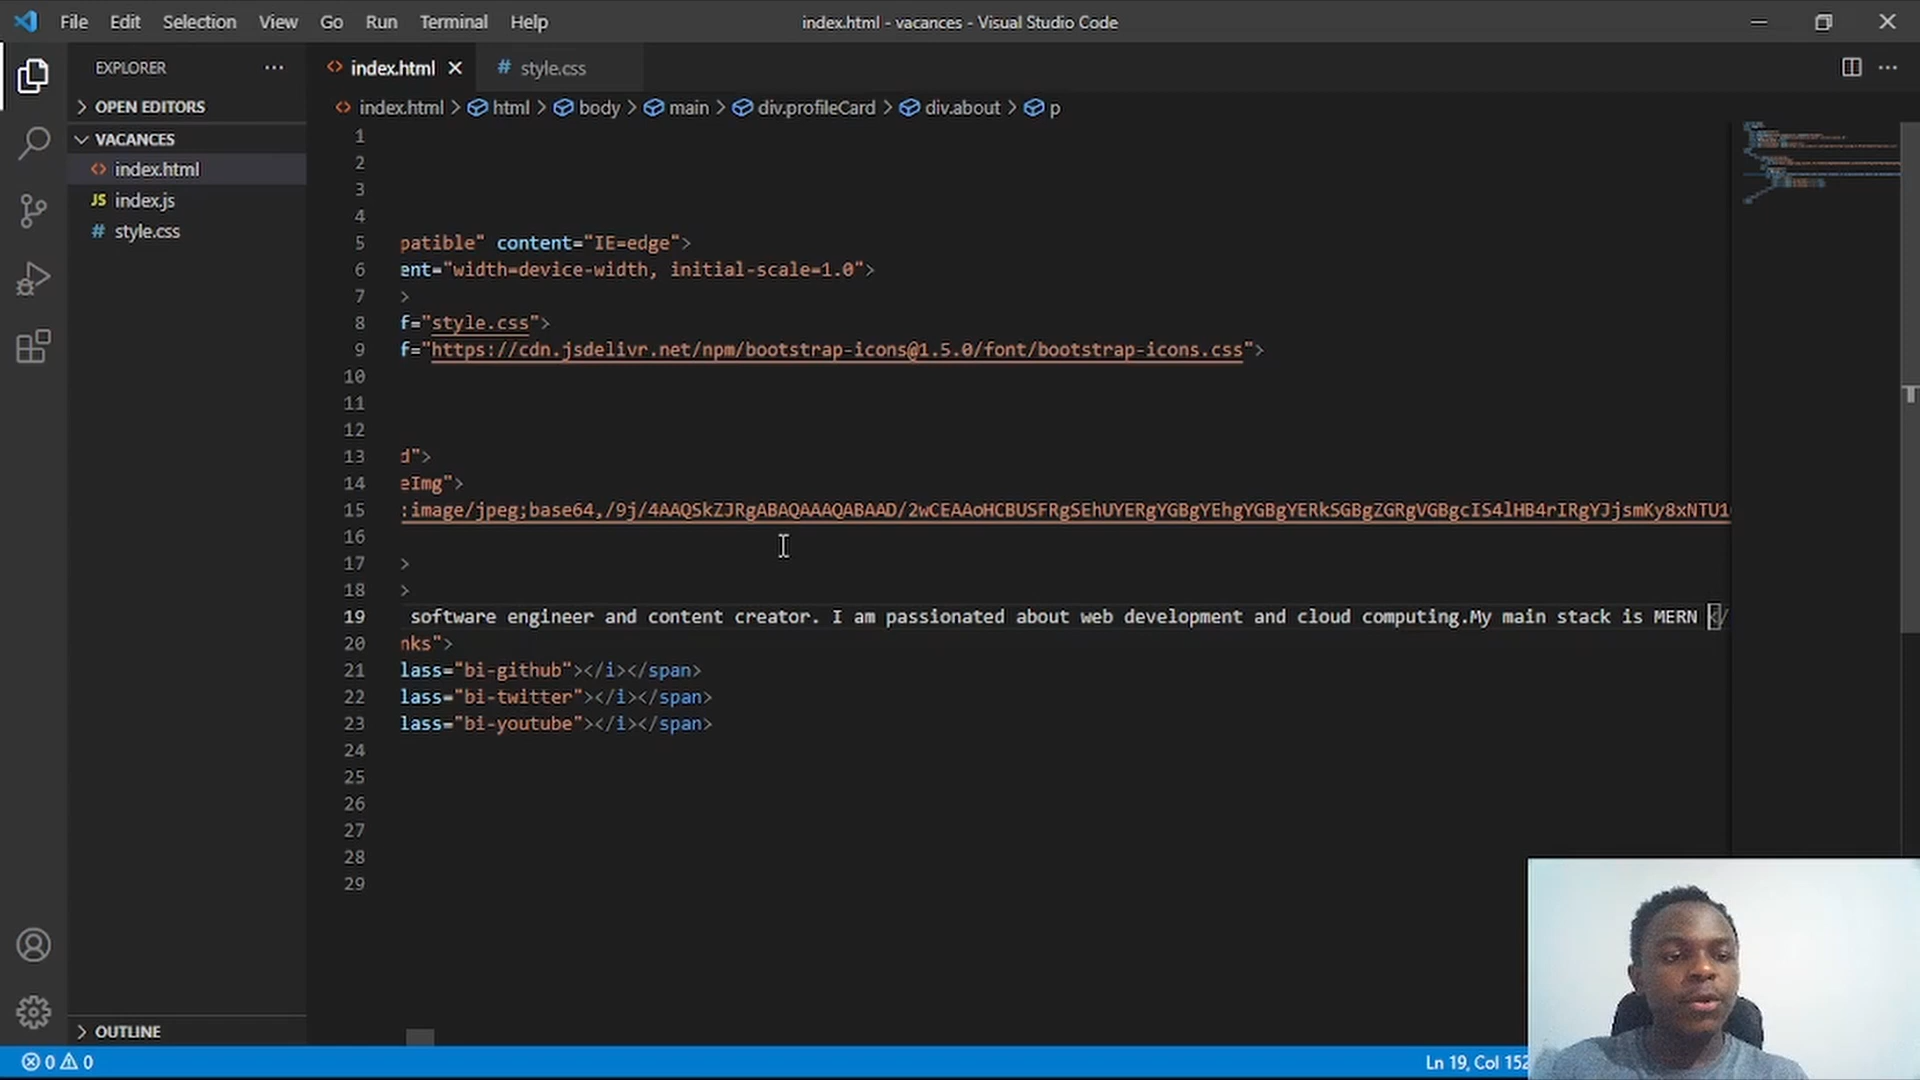 File Edit Selection View Go Run Terminal Help
index.html - vacances - Visual Studio Code
EXPLORER
OPEN EDITORS
VACANCES
index.html
JS index.js
# style.css
OUTLINE
index.html
# style.css
index.html > html > body > main > div.profileCard > div.about > p
1
2
3
4
5 patible" content="IE=edge">
6 ent="width=device-width, initial-scale=1.0">
7 >
8 f="style.css">
9 f="https://cdn.jsdelivr.net/npm/bootstrap-icons@1.5.0/font/bootstrap-icons.css">
10
11
12
13 d">
14 eImg">
15 :image/jpeg;base64,/9j/4AAQSkZJRgABAQAAAQABAAD/2wCEAAoHCBUSFRgSEhUYERgYGBgYEhgYGBgYERkSGBgZGRgVGBgcIS4lHB4rIRgYJjsmKy8xNTU1
16
17 >
18 >
19 software engineer and content creator. I am passionated about web development and cloud computing.My main stack is MERN </
20 nks">
21 lass="bi-github"></i></span>
22 lass="bi-twitter"></i></span>
23 lass="bi-youtube"></i></span>
24
25
26
27
28
29
0 0
Ln 19, Col 152